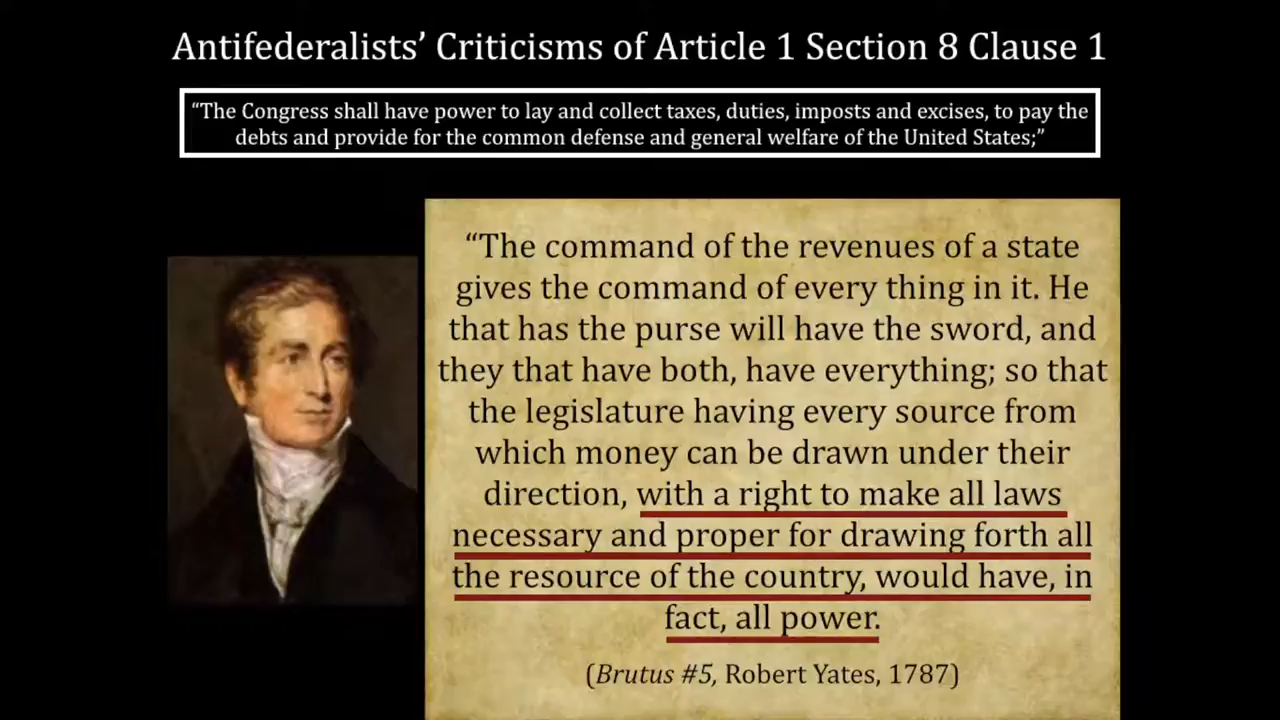 Antifederalists’ Criticisms of Article 1 Section 8 Clause 1
“The Congress shall have power to lay and collect taxes, duties, imposts and excises, to pay the
debts and provide for the common defense and general welfare of the United States;”
“The command of the revenues of a state
gives the command of every thing in it. He
that has the purse will have the sword, and
they that have both, have everything; so that
the legislature having every source from
which money can be drawn under their
direction, with a right to make all laws
necessary and proper for drawing forth all
the resource of the country, would have, in
fact, all power.
(Brutus #5, Robert Yates, 1787)